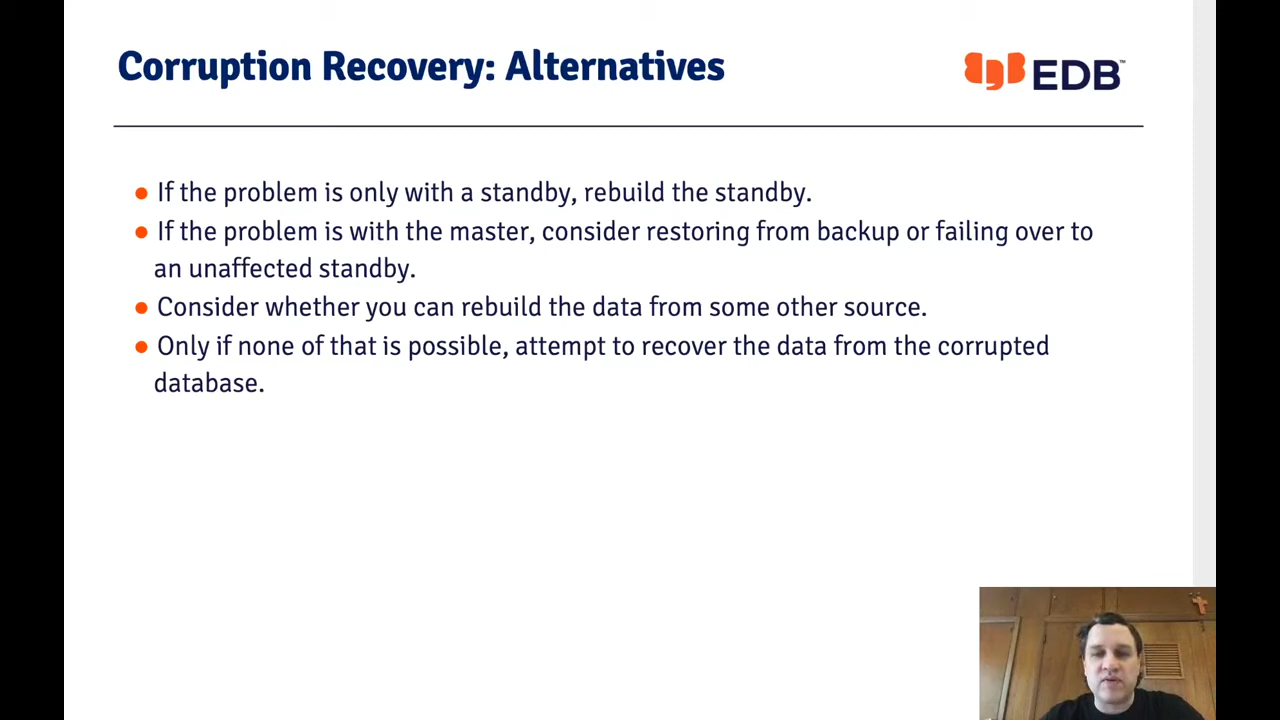 Corruption Recovery: Alternatives
EDB™
● If the problem is only with a standby, rebuild the standby.
● If the problem is with the master, consider restoring from backup or failing over to
an unaffected standby.
● Consider whether you can rebuild the data from some other source.
● Only if none of that is possible, attempt to recover the data from the corrupted
database.